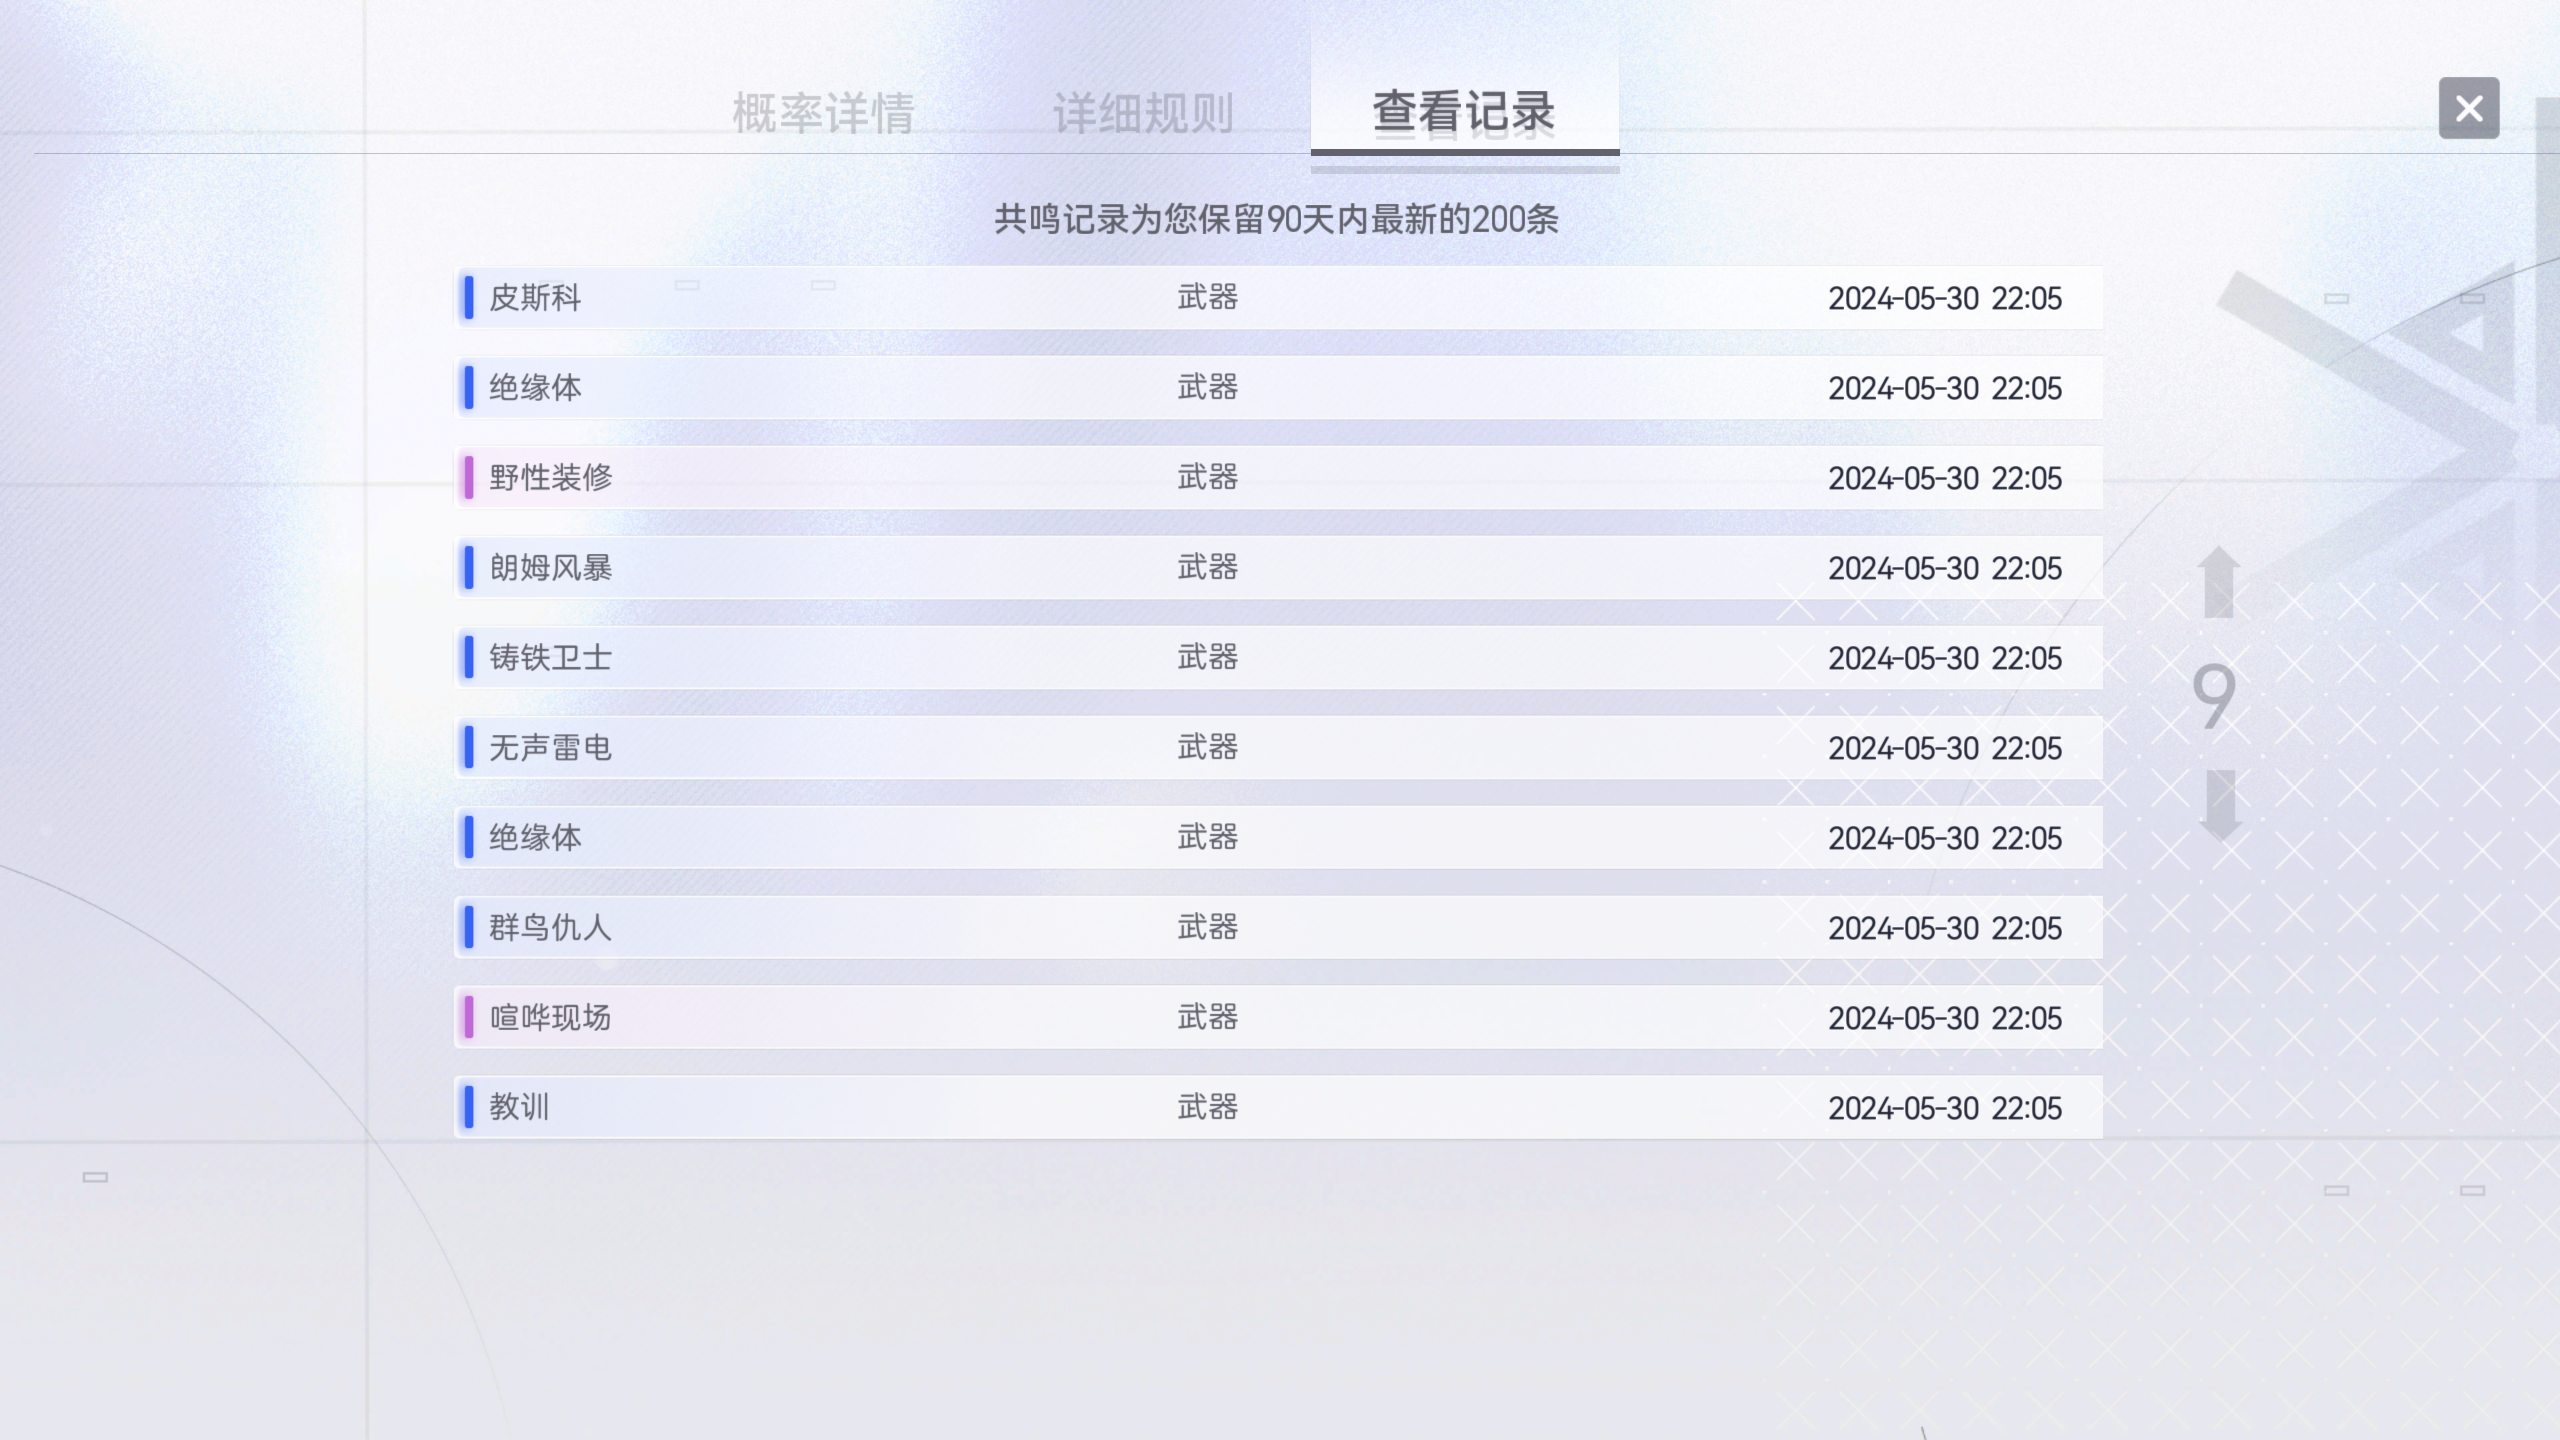 概率详情 详细规则 查看记录
共鸣记录为您保留90天内最新的200条
皮斯科 武器 2024-05-30 22:05
绝缘体 武器 2024-05-30 22:05
野性装修 武器 2024-05-30 22:05
朗姆风暴 武器 2024-05-30 22:05
铸铁卫士 武器 2024-05-30 22:05
无声雷电 武器 2024-05-30 22:05
绝缘体 武器 2024-05-30 22:05
群鸟仇人 武器 2024-05-30 22:05
喧哗现场 武器 2024-05-30 22:05
教训 武器 2024-05-30 22:05
9